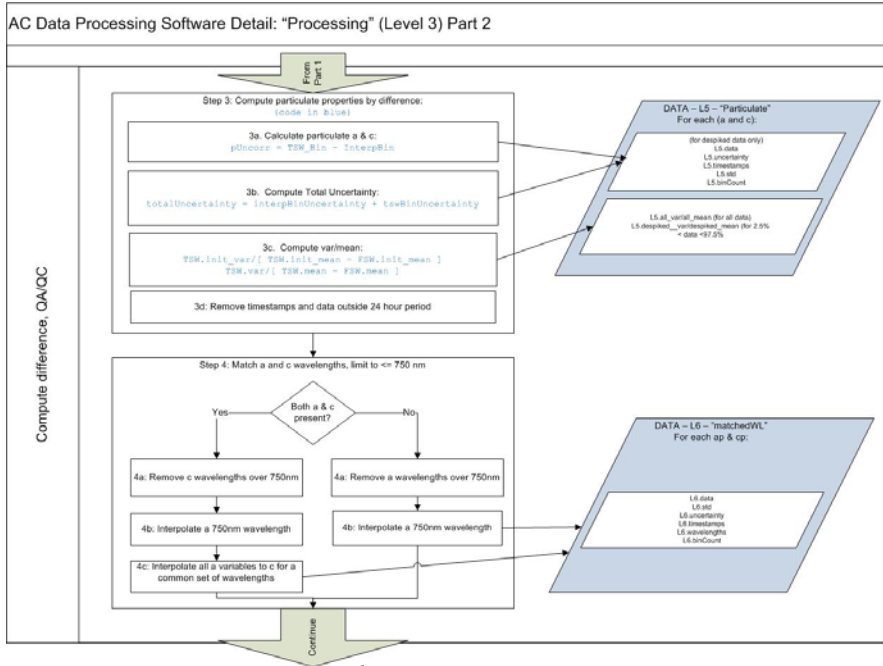 AC Data Processing Software Detail: “Processing” (Level 3) Part 2
Compute difference, QA/QC
From
Part 1
Step 3: Compute particulate properties by difference:
(code in blue)
3a. Calculate particulate a & c:
pUncorr = TSW_Bin - InterpBin
3b. Compute Total Uncertainty:
totalUncertainty = interpBinUncertainty + tswBinUncertainty
3c. Compute var/mean:
TSW.init_var/[ TSW.init_mean - FSW.init_mean ]
TSW.var/[ TSW.mean - FSW.mean ]
3d: Remove timestamps and data outside 24 hour period
DATA – L5 – “Particulate”
For each (a and c):
(for despiked data only)
L5.data
L5.uncertainty
L5.timestamps
L5.std
L5.binCount
L5.all_var/all_mean (for all data)
L5.despiked__var/despiked_mean (for 2.5%
< data <97.5%
Step 4: Match a and c wavelengths, limit to <= 750 nm
Both a & c
present?
Yes
No
4a: Remove c wavelengths over 750nm
4a: Remove a wavelengths over 750nm
4b: Interpolate a 750nm wavelength
4b: Interpolate a 750nm wavelength
4c: Interpolate all a variables to c for a
common set of wavelengths
DATA – L6 – “matchedWL”
For each ap & cp:
L6.data
L6.std
L6.uncertainty
L6.timestamps
L6.wavelengths
L6.binCount
Continue